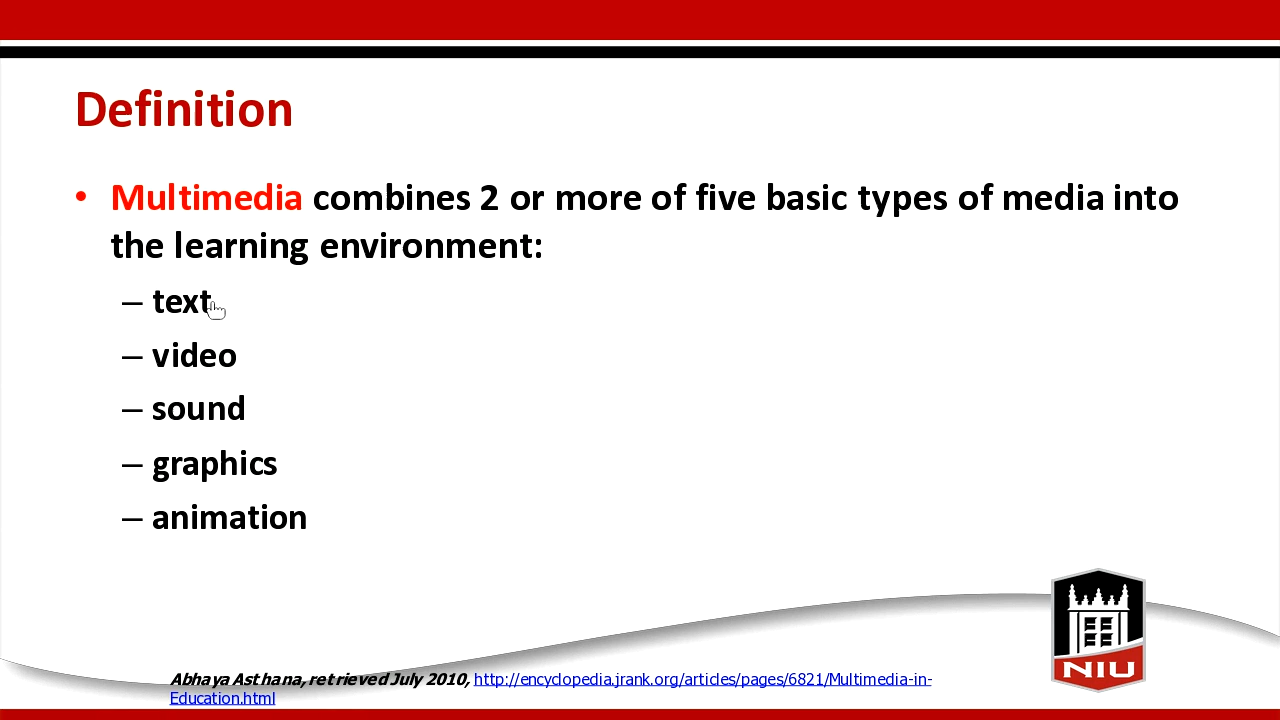 Definition
• Multimedia combines 2 or more of five basic types of media into
the learning environment:
– text
– video
– sound
– graphics
– animation
Abhaya Asthana, retrieved July 2010, http://encyclopedia.jrank.org/articles/pages/6821/Multimedia-in-
Education.html
NIU